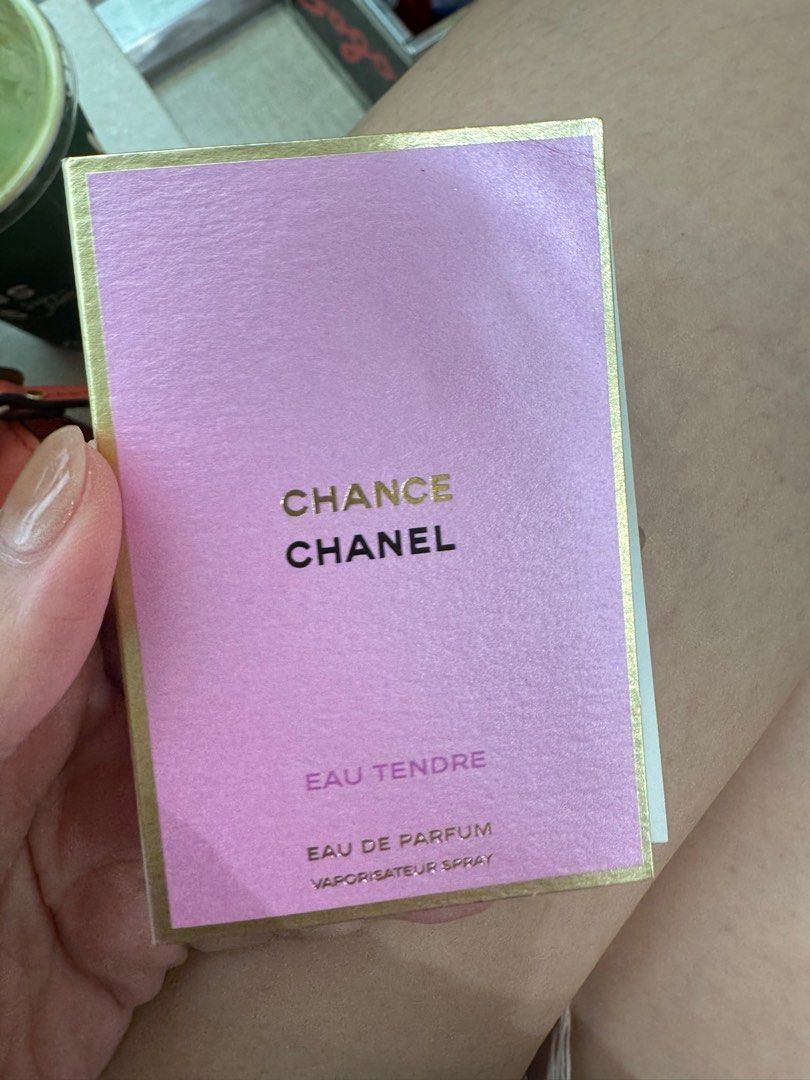 CHANCE
CHANEL
EAU TENDRE
EAU DE PARFUM
VAPORISATEUR SPRAY